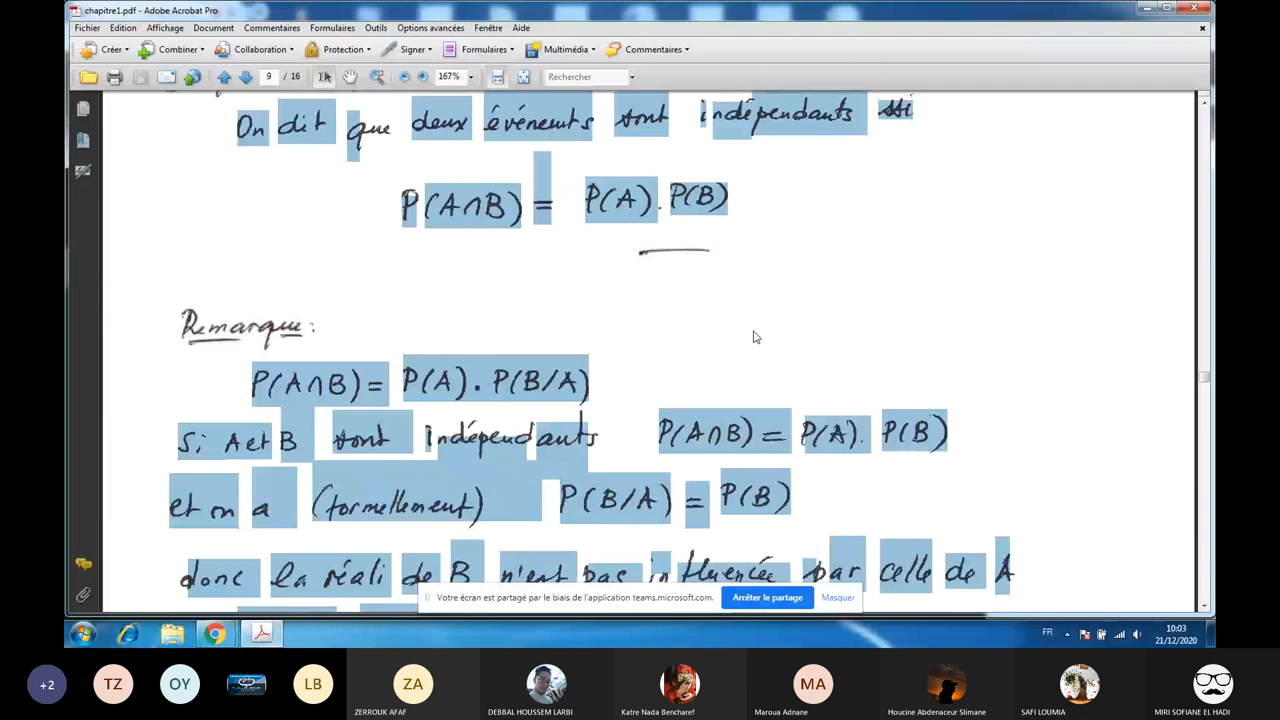 chapitre1.pdf - Adobe Acrobat Pro
Fichier Edition Affichage Document Commentaires Formulaires Outils Options avancées Fenêtre Aide
Créer Combiner Collaboration Protection Signer Formulaires Multimédia Commentaires
9 / 16 167% Rechercher
On dit que deux événemts sont indépendants ssi
P(A∩B) = P(A). P(B)
Remarque:
P(A∩B) = P(A). P(B/A)
Si A et B sont indépendants P(A∩B) = P(A). P(B)
et on a (formellement) P(B/A) = P(B)
donc la réali de B n'est pas influencée par celle de A
Votre écran est partagé par le biais de l'application teams.microsoft.com. Arrêter le partage Masquer
FR 10:03
21/12/2020
+2 TZ OY LB ZA MA
ZERROUK AFAF DEBBAL HOUSSEM LARBI Katre Nada Bencharef Maroua Adnane Houcine Abdenaceur Slimane SAFI LOUMIA MIRI SOFIANE EL HADI